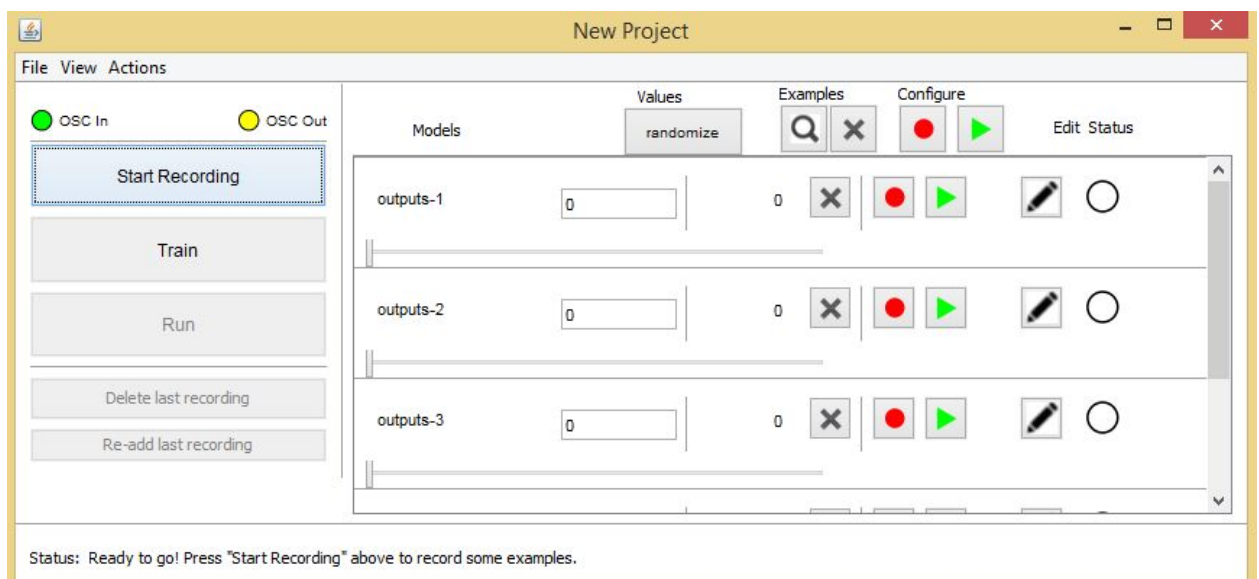 New Project
File View Actions
OSC In
OSC Out
Start Recording
Train
Run
Delete last recording
Re-add last recording
Models
Values
randomize
Examples
Configure
Edit Status
outputs-1
0
0
outputs-2
0
0
outputs-3
0
0
Status: Ready to go! Press "Start Recording" above to record some examples.